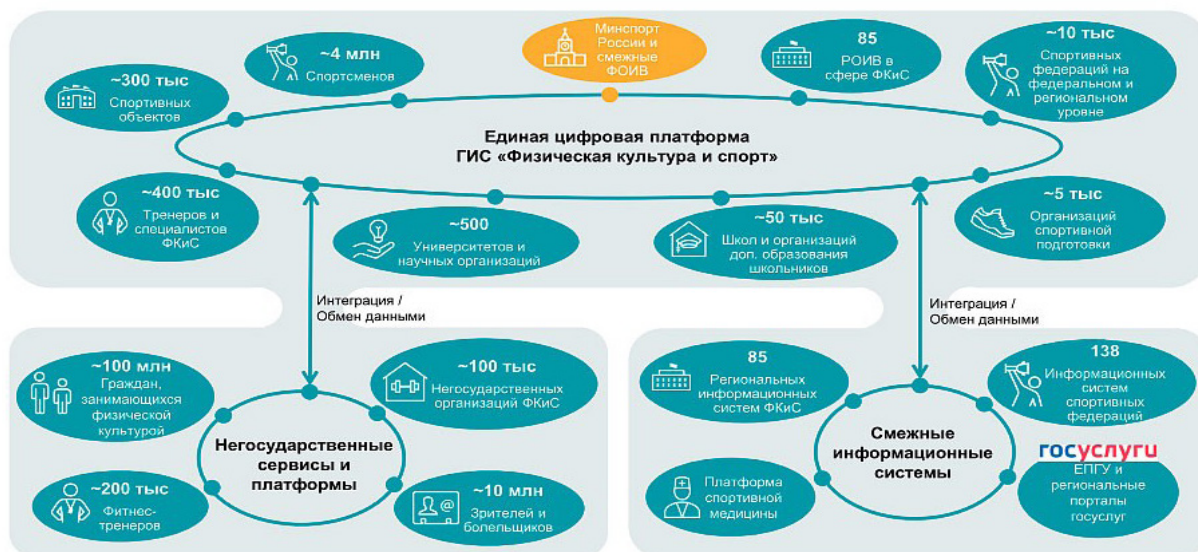 ~300 тыс
Спортивных
объектов
~4 млн
Спортсменов
Минспорт
России и
смежные
ФОИВ
85
РОИВ в
сфере ФКиС
~10 тыс
Спортивных
федераций на
федеральном и
региональном
уровне
Единая цифровая платформа
ГИС «Физическая культура и спорт»
~400 тыс
Тренеров и
специалистов
ФКиС
~500
Университетов и
научных организаций
~50 тыс
Школ и организаций
доп. образования
школьников
~5 тыс
Организаций
спортивной
подготовки
Интеграция /
Обмен данными
Интеграция /
Обмен данными
~100 млн
Граждан,
занимающихся
физической
культурой
~100 тыс
Негосударственных
организаций ФКиС
Негосударственные
сервисы и
платформы
~200 тыс
Фитнес-
тренеров
~10 млн
Зрителей и
болельщиков
85
Региональных
информационных
систем ФКиС
138
Информационных
систем
спортивных
федераций
Смежные
информационные
системы
Платформа
спортивной
медицины
госуслуги
ЕПГУ и
региональные
порталы
госуслуг